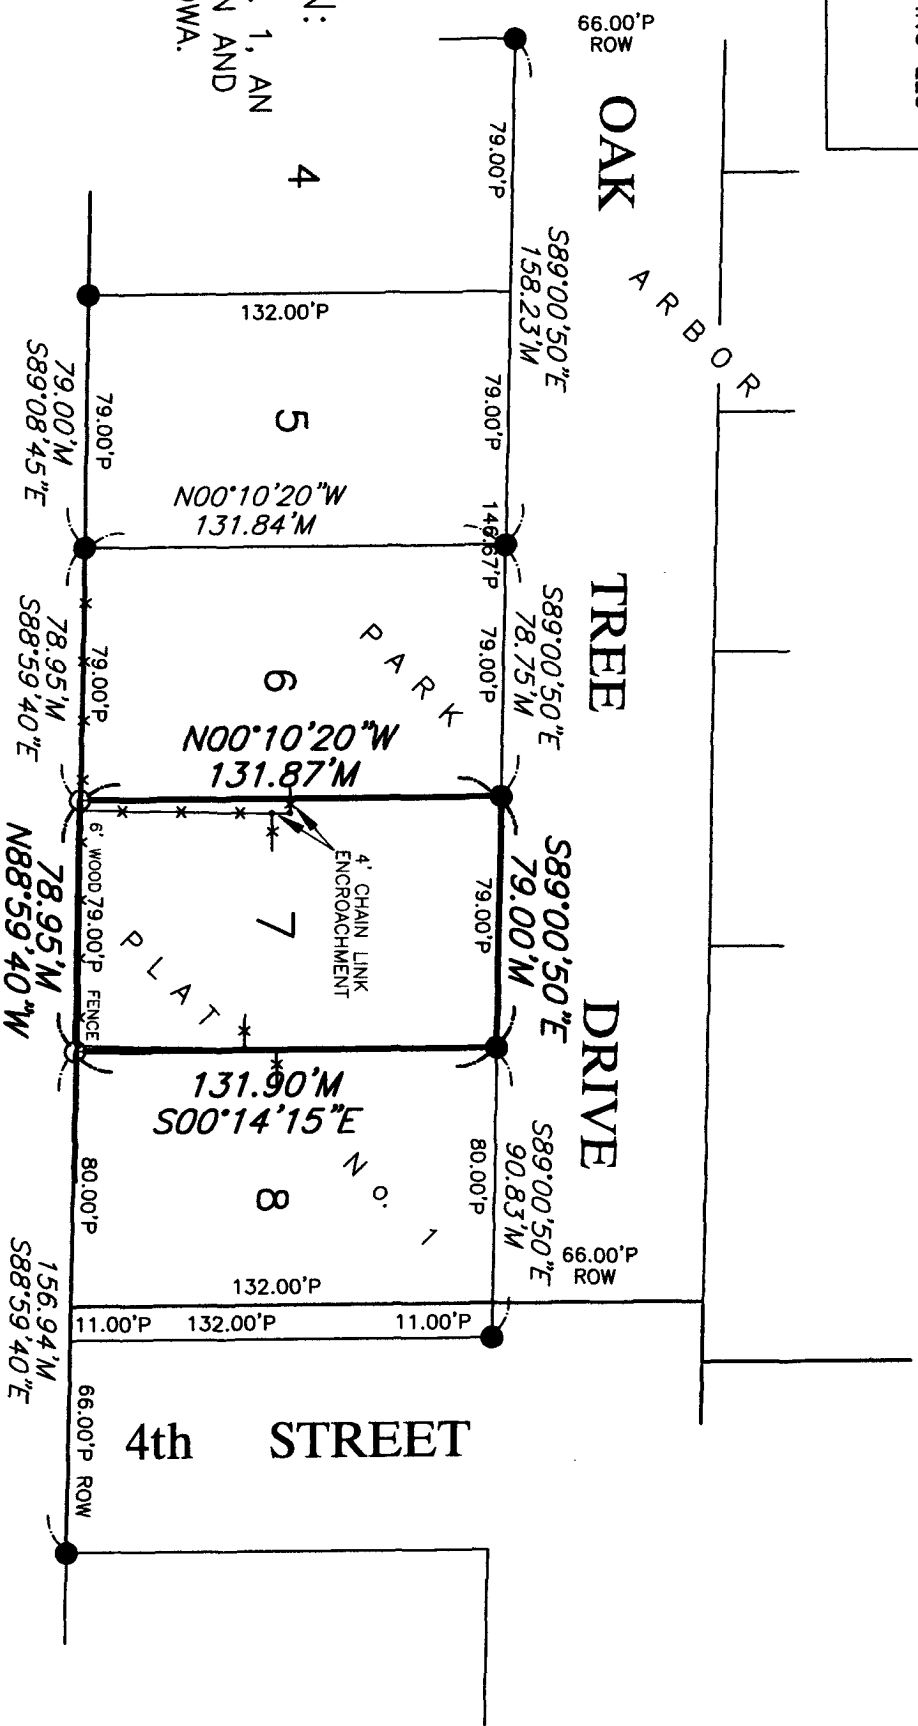 N:
1, AN
N AND
OWA.
66.00'P
ROW
OAK TREE DRIVE
ARBOR
PARK
PLAT
No. 1
79.00'P
S89°00'50"E
158.23'M
79.00'P
146.67'P
S89°00'50"E
78.75'M
79.00'P
S89°00'50"E
79.00'M
79.00'P
S89°00'50"E
90.83'M
80.00'P
66.00'P
ROW
4
132.00'P
5
N00°10'20"W
131.84'M
6
N00°10'20"W
131.87'M
4' CHAIN LINK
ENCROACHMENT
7
131.90'M
S00°14'15"E
8
132.00'P
11.00'P
132.00'P
11.00'P
79.00'P
79.00'M
S89°08'45"E
79.00'P
78.95'M
S88°59'40"E
6' WOOD FENCE
79.00'P
78.95'M
N88°59'40"W
80.00'P
156.94'M
S88°59'40"E
66.00'P ROW
4th STREET